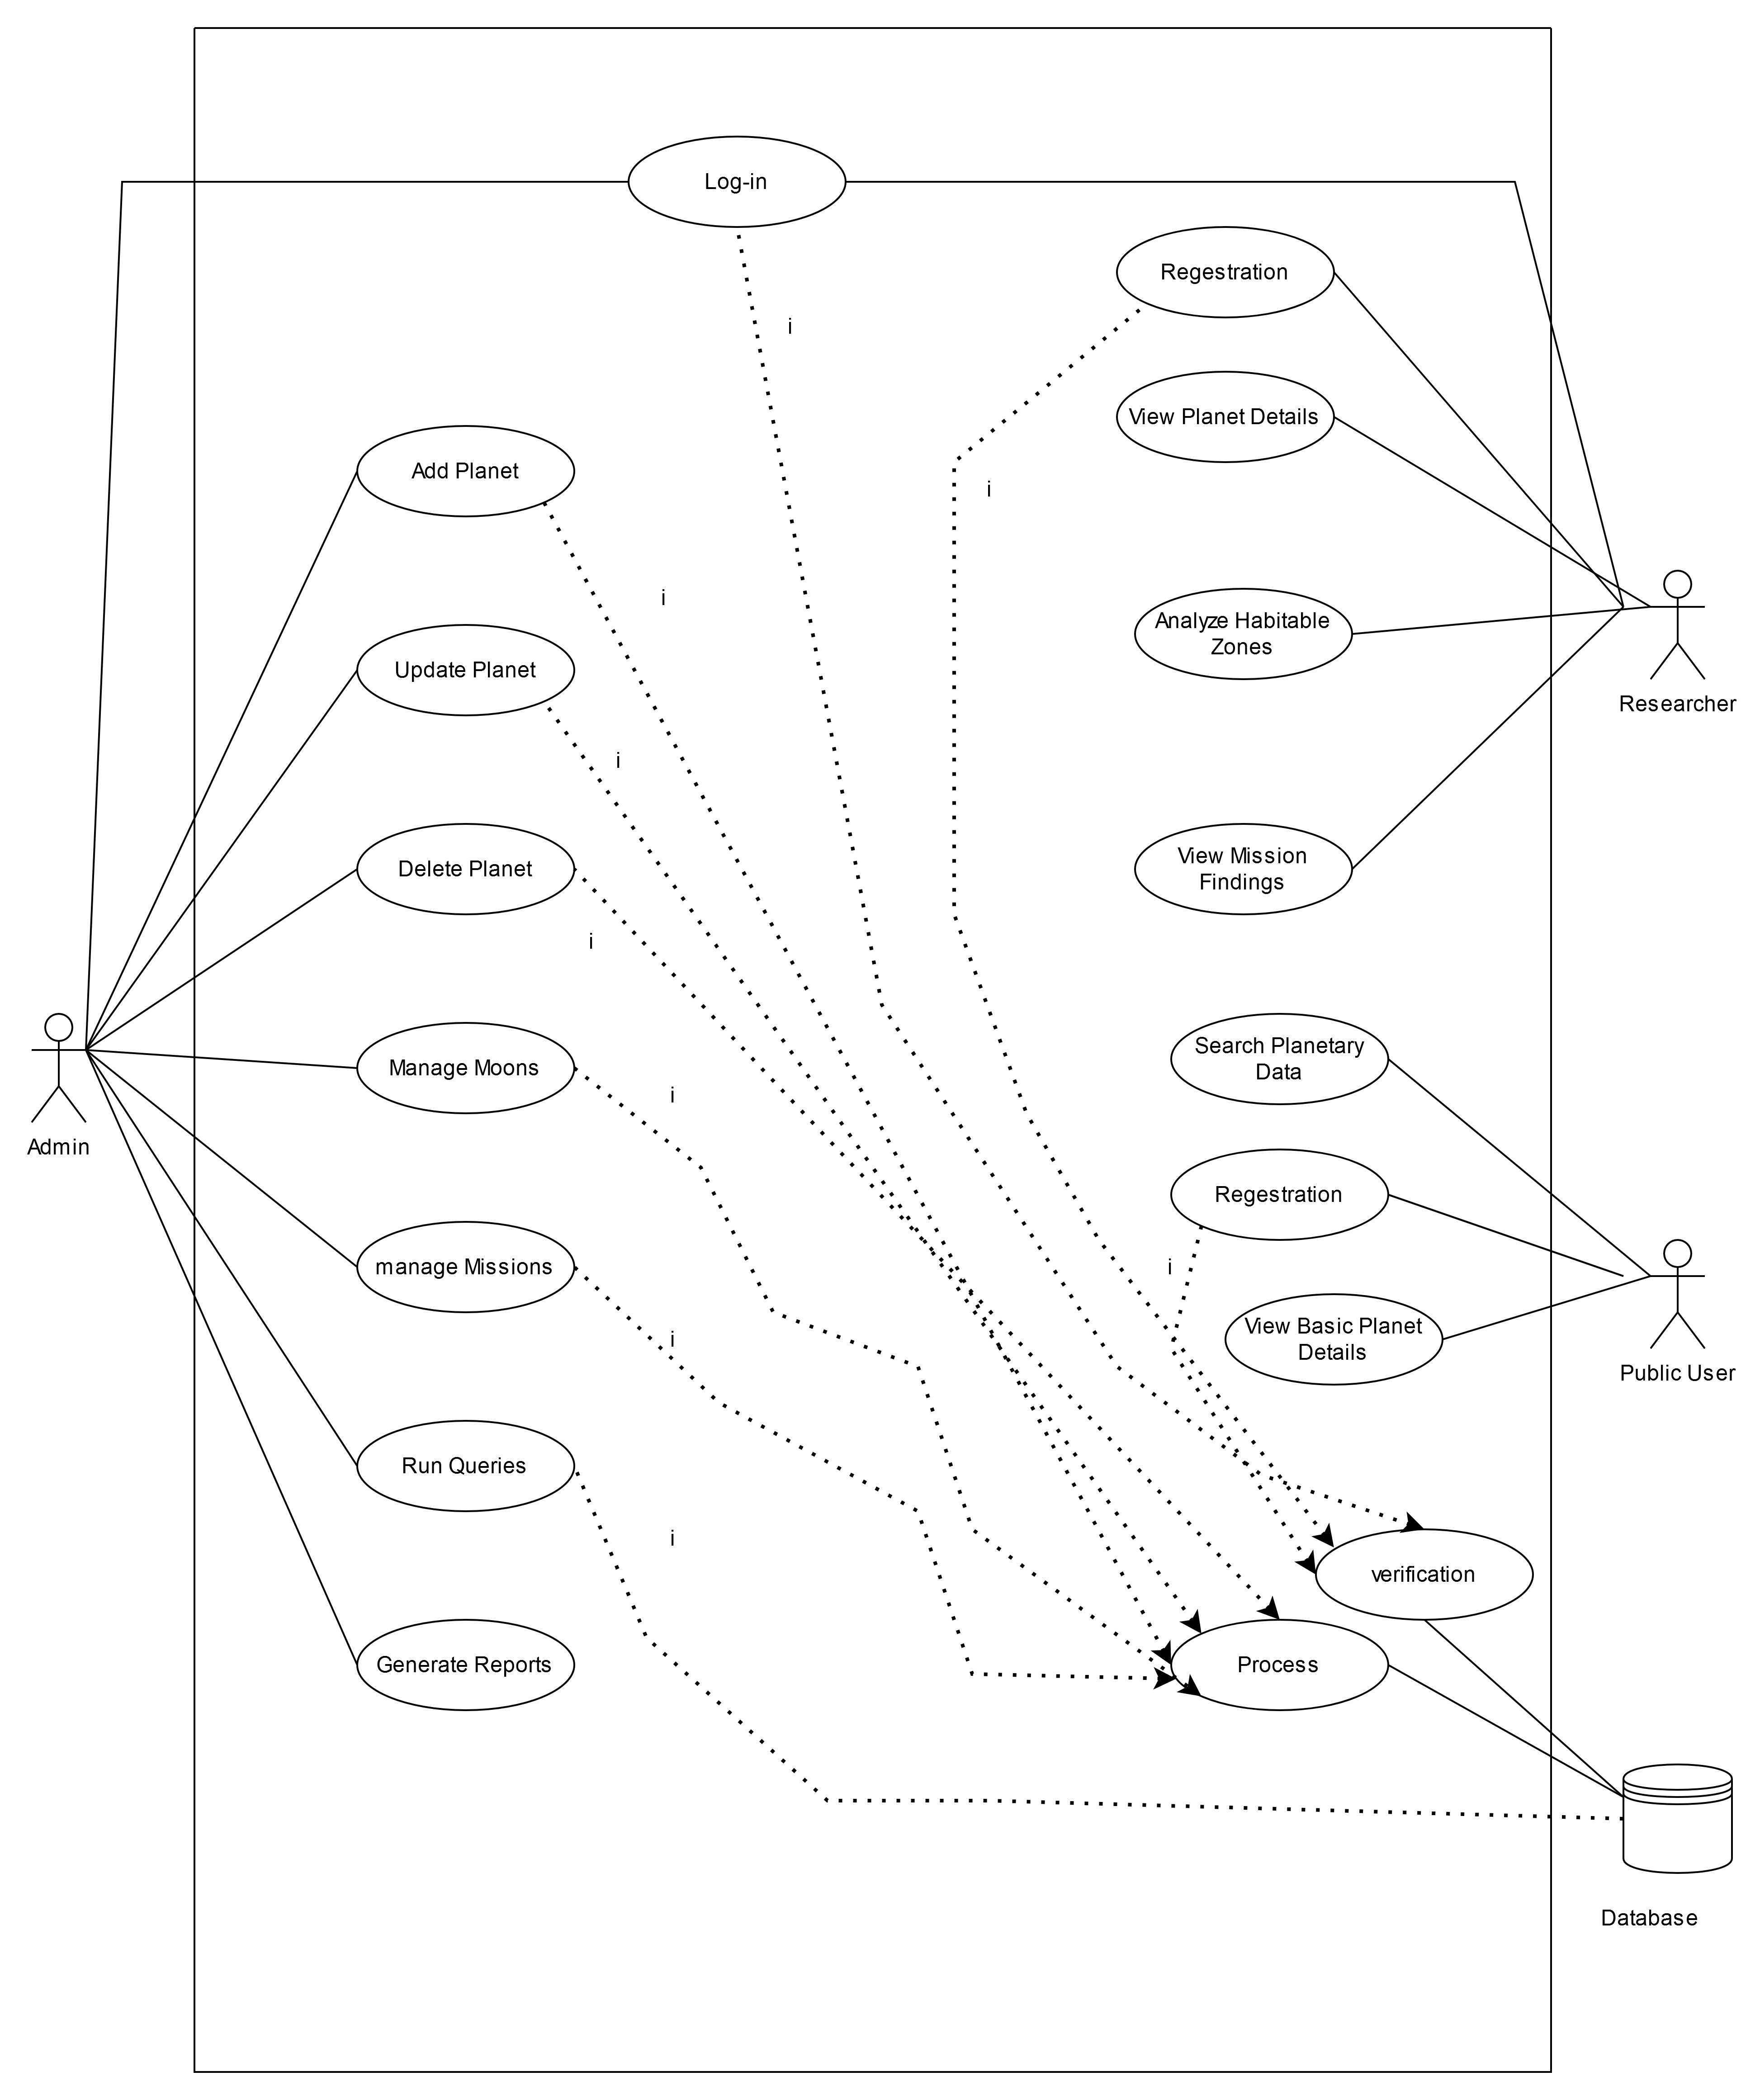 Log-in
Regestration
i
View Planet Details
Add Planet
i
i
Analyze Habitable
Zones
Update Planet
Researcher
i
View Mission
Findings
Delete Planet
i
Search Planetary
Data
Manage Moons
i
Admin
Regestration
manage Missions
i
View Basic Planet
Details
i
Public User
Run Queries
i
verification
Generate Reports
Process
Database